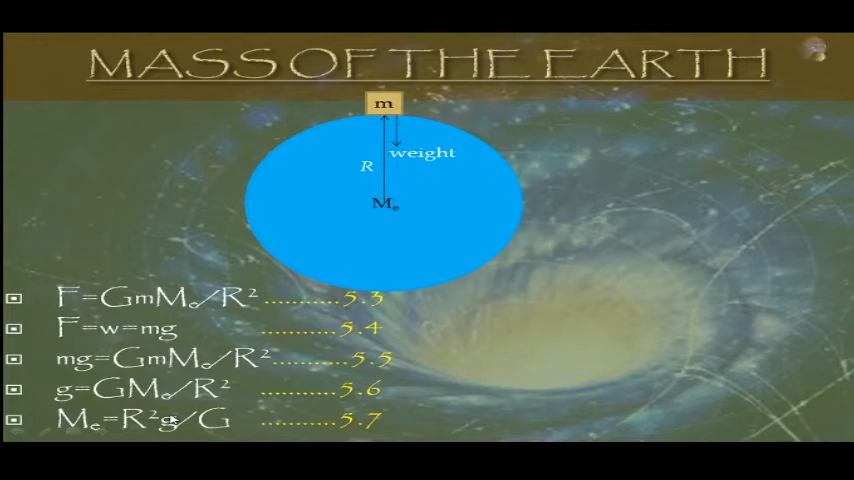 MASS OF THE EARTH
m
weight
R
Mₑ
F=GmMₑ/R²...........5.3
F=w=mg ...........5.4
mg=GmMₑ/R²...........5.5
g=GMₑ/R² ...........5.6
Mₑ=R²g/G ...........5.7